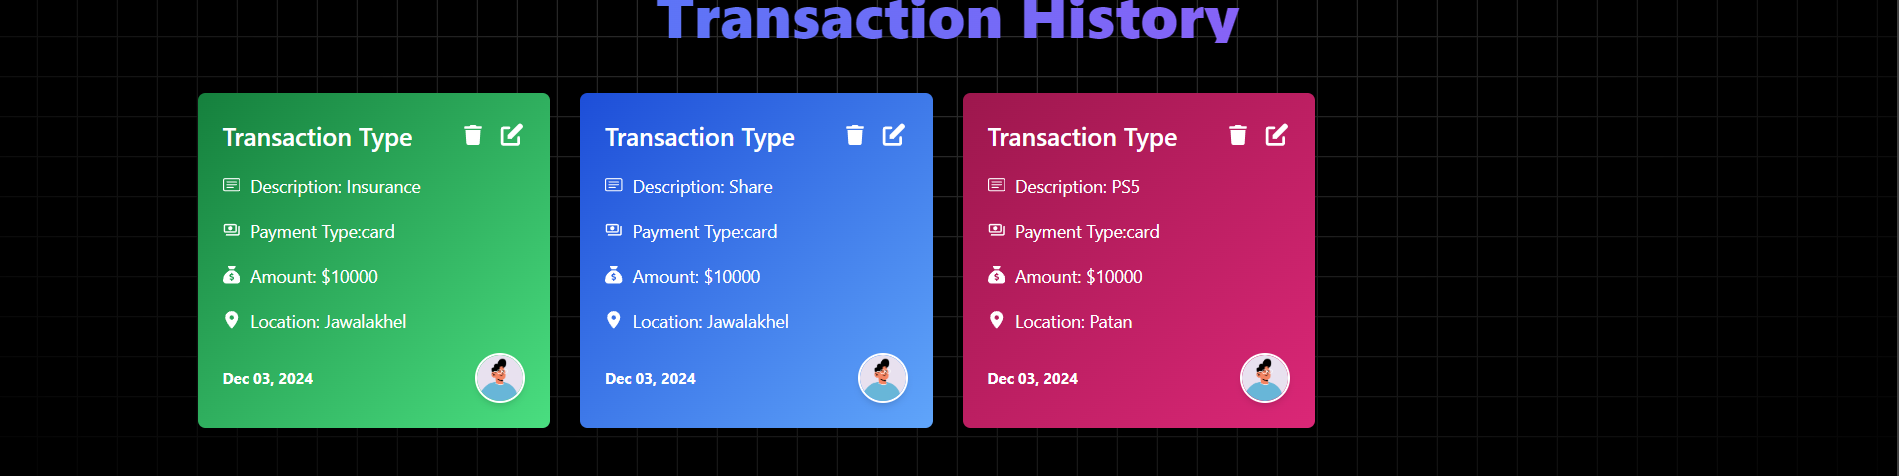 Transaction History
Transaction Type
Description: Insurance
Payment Type:card
Amount: $10000
Location: Jawalakhel
Dec 03, 2024
Transaction Type
Description: Share
Payment Type:card
Amount: $10000
Location: Jawalakhel
Dec 03, 2024
Transaction Type
Description: PS5
Payment Type:card
Amount: $10000
Location: Patan
Dec 03, 2024